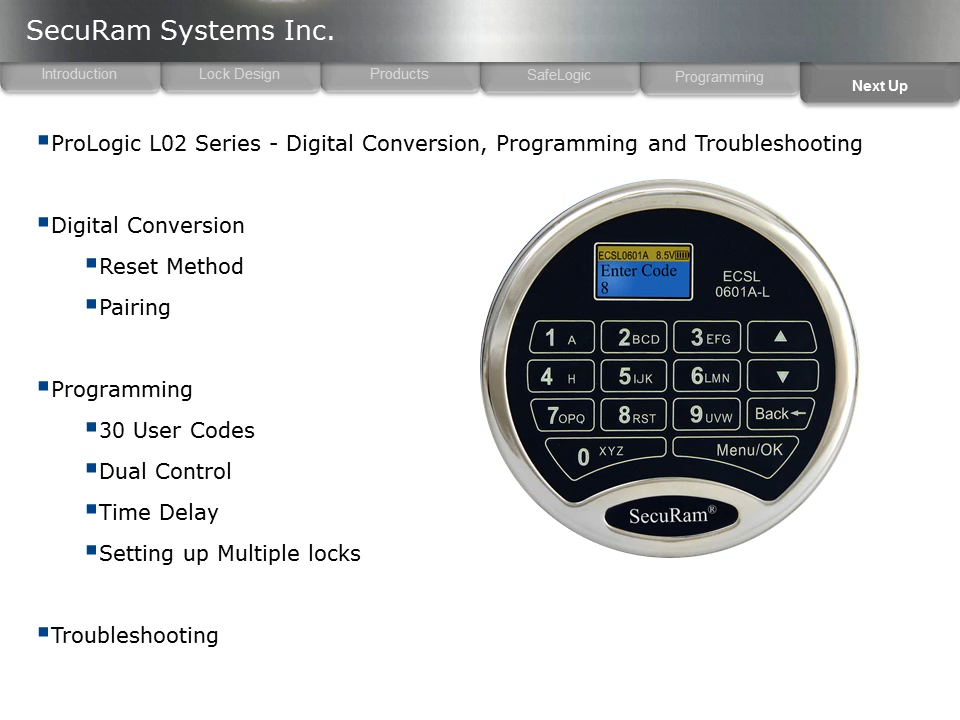 SecuRam Systems Inc.
Introduction
Lock Design
Products
SafeLogic
Programming
Next Up
ProLogic L02 Series - Digital Conversion, Programming and Troubleshooting
Digital Conversion
Reset Method
Pairing
Programming
30 User Codes
Dual Control
Time Delay
Setting up Multiple locks
Troubleshooting
ECSL0601A 8.5V
Enter Code
8
ECSL
0601A-L
1 A 2 BCD 3 EFG ▲
4 H 5 IJK 6 LMN ▼
7 OPQ 8 RST 9 UVW Back←
0 XYZ Menu/OK
SecuRam®